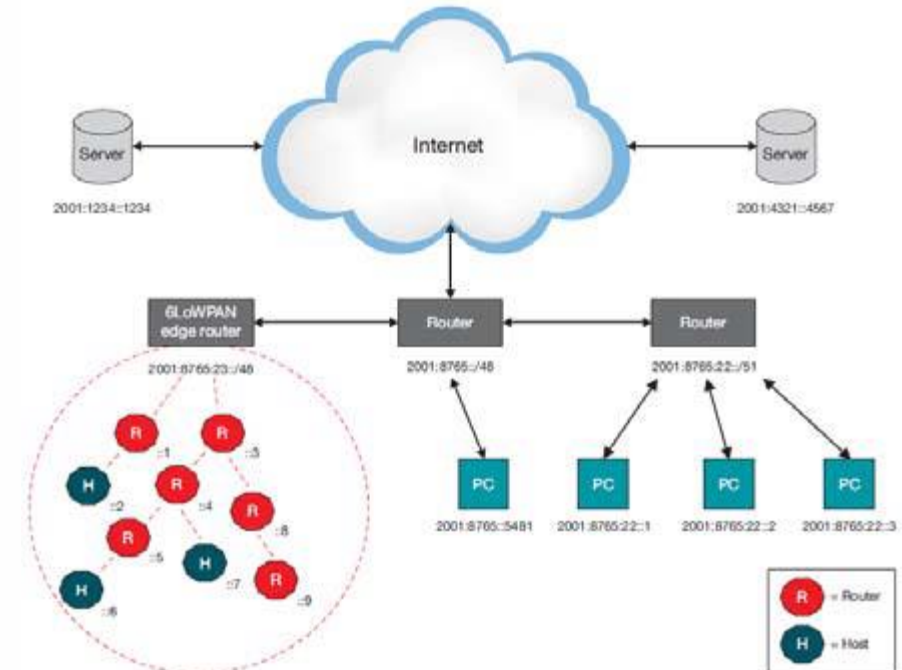 Internet
Server
Server
2001:1234::1234
2001:4321::4567
6LoWPAN
edge router
Router
Router
2001:8765:23::/48
2001:8765::/48
2001:8765:22::/51
R
::1
R
::3
H
::2
R
::4
R
::8
R
::5
H
::7
R
::9
H
::6
PC
PC
PC
PC
2001:8765::5481
2001:8765:22::1
2001:8765:22::2
2001:8765:22::3
R = Router
H = Host